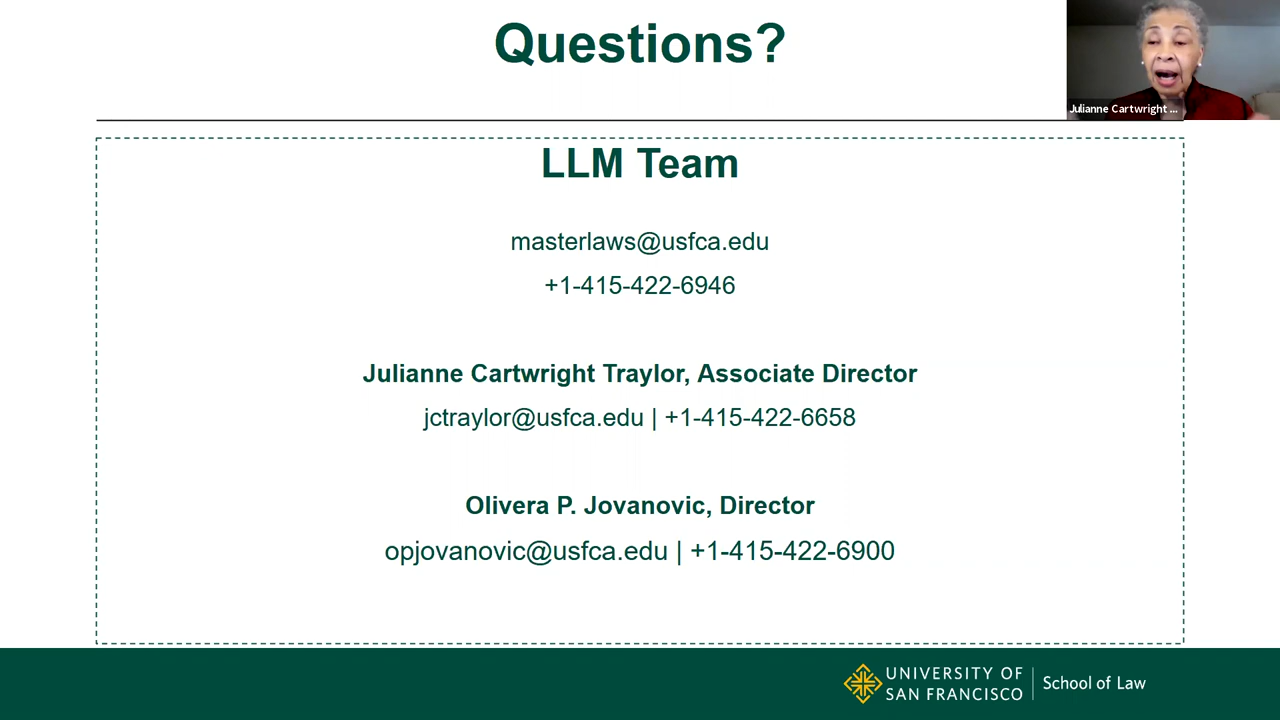 Questions?
Julianne Cartwright ...
LLM Team
masterlaws@usfca.edu
+1-415-422-6946
Julianne Cartwright Traylor, Associate Director
jctraylor@usfca.edu | +1-415-422-6658
Olivera P. Jovanovic, Director
opjovanovic@usfca.edu | +1-415-422-6900
UNIVERSITY OF
SAN FRANCISCO
School of Law